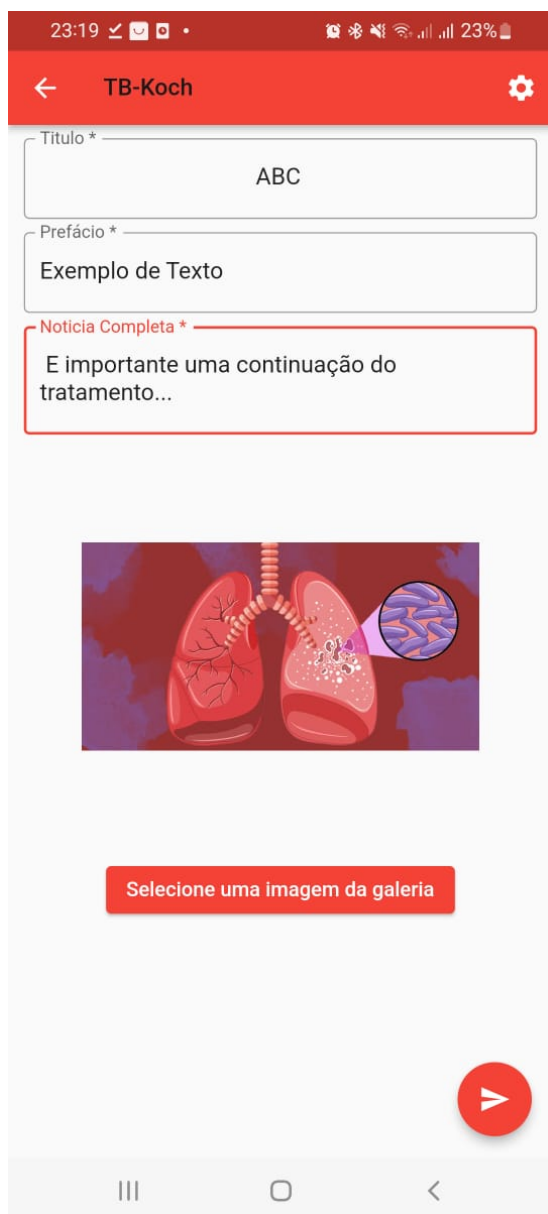 23:19
23%
TB-Koch
Titulo *
ABC
Prefácio *
Exemplo de Texto
Noticia Completa *
E importante uma continuação do
tratamento...
Selecione uma imagem da galeria